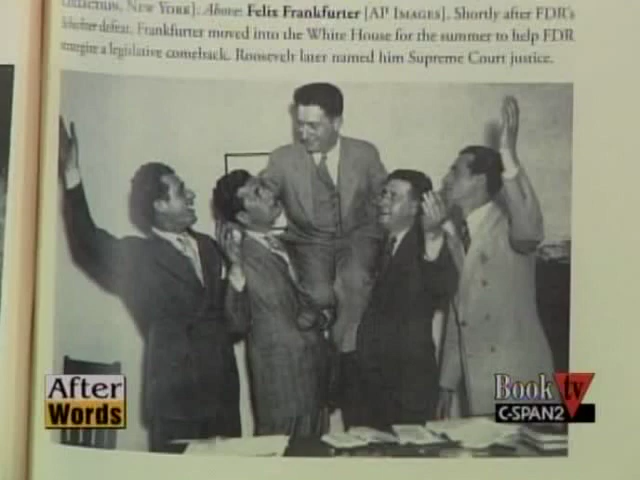 NEW YORK]. Above: Felix Frankfurter [AP IMAGES]. Shortly after FDR's
defeat, Frankfurter moved into the White House for the summer to help FDR
a legislative comeback. Roosevelt later named him Supreme Court justice.
After
Words
Book tv
C-SPAN2